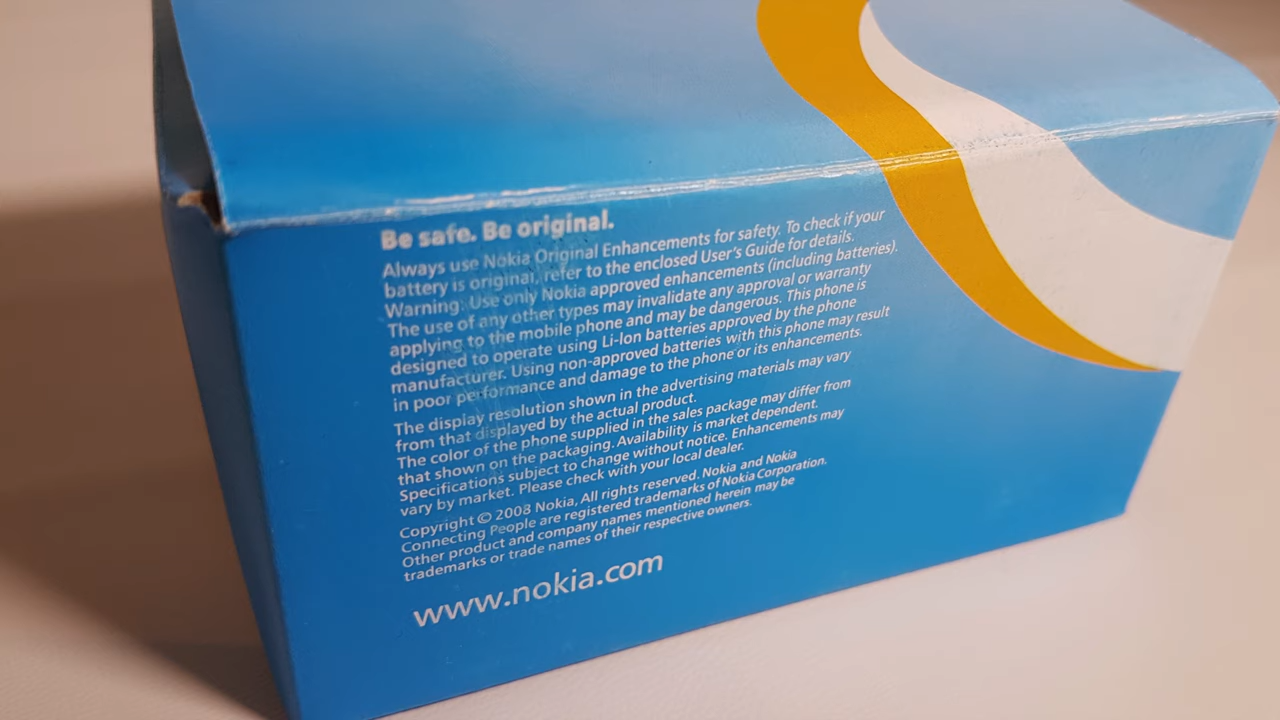 Be safe. Be original.
Always use Nokia Original Enhancements for safety. To check if your
battery is original, refer to the enclosed User's Guide for details.
Warning: Use only Nokia approved enhancements (including batteries).
The use of any other types may invalidate any approval or warranty
applying to the mobile phone and may be dangerous. This phone is
designed to operate using Li-Ion batteries approved by the phone
manufacturer. Using non-approved batteries with this phone may result
in poor performance and damage to the phone or its enhancements.
The display resolution shown in the advertising materials may vary
from that displayed by the actual product.
The color of the phone supplied in the sales package may differ from
that shown on the packaging. Availability is market dependent.
Specifications subject to change without notice. Enhancements may
vary by market. Please check with your local dealer.
Copyright © 2008 Nokia, All rights reserved. Nokia and Nokia
Connecting People are registered trademarks of Nokia Corporation.
Other product and company names mentioned herein may be
trademarks or trade names of their respective owners.
www.nokia.com